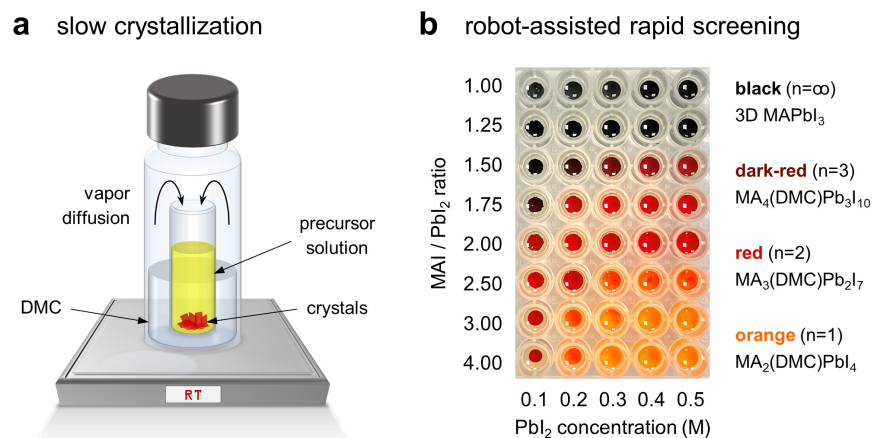 a slow crystallization
vapor
diffusion
precursor
solution
DMC
crystals
RT
b robot-assisted rapid screening
MAI / PbI₂ ratio
1.00
1.25
1.50
1.75
2.00
2.50
3.00
4.00
0.1 0.2 0.3 0.4 0.5
PbI₂ concentration (M)
black (n=∞)
3D MAPbI₃
dark-red (n=3)
MA₄(DMC)Pb₃I₁₀
red (n=2)
MA₃(DMC)Pb₂I₇
orange (n=1)
MA₂(DMC)PbI₄